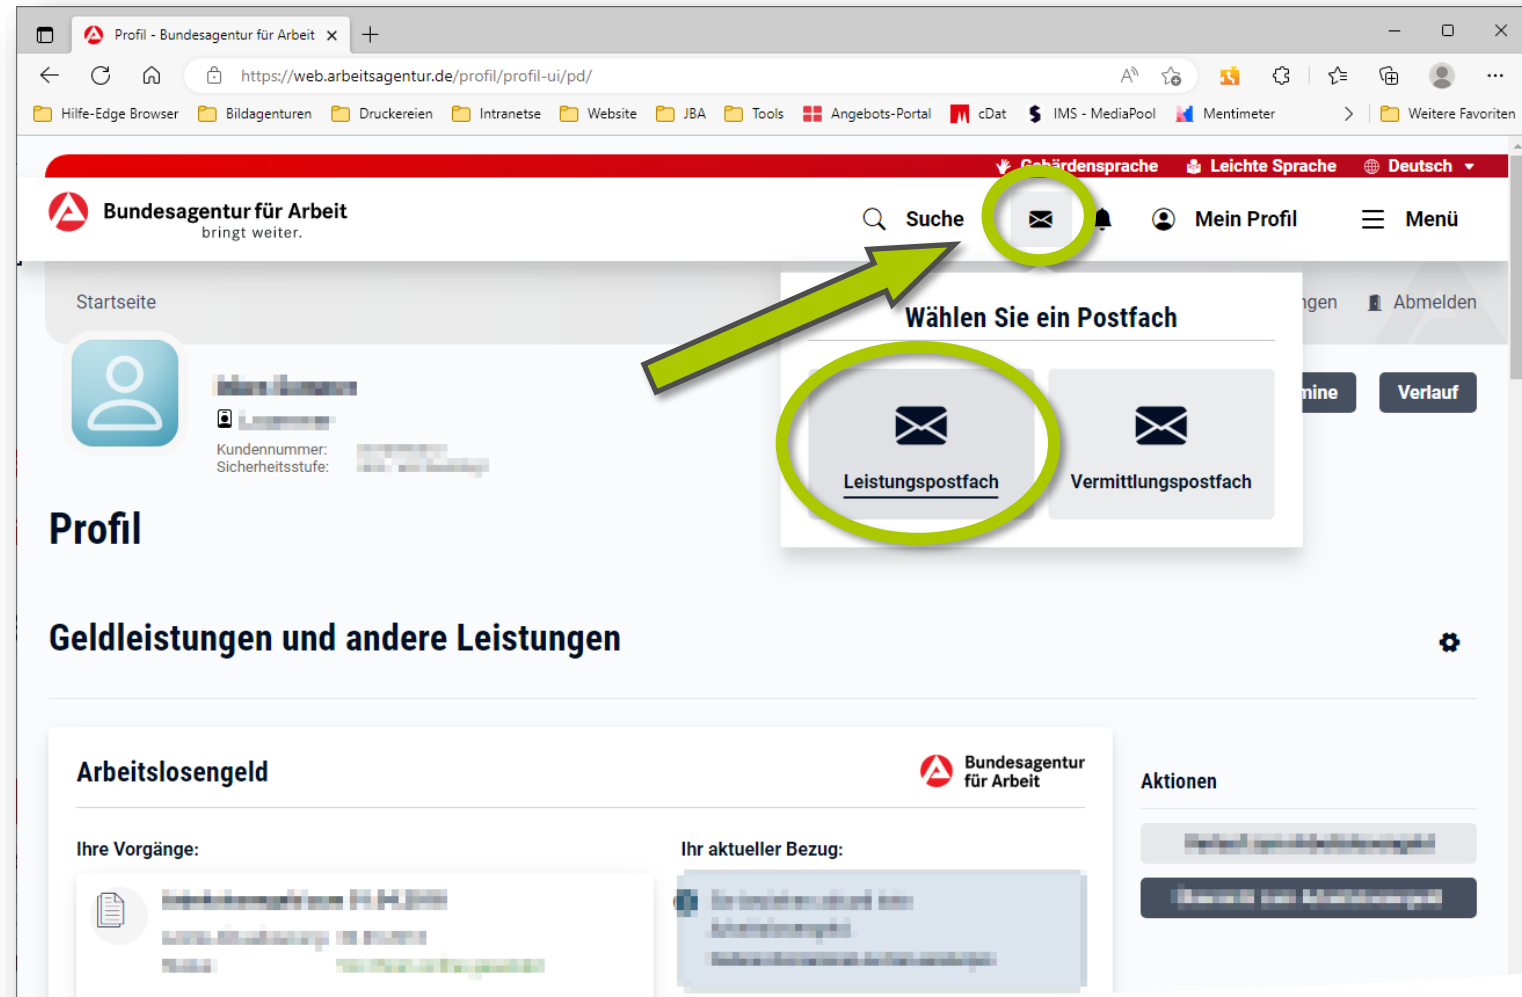 Profil - Bundesagentur für Arbeit
https://web.arbeitsagentur.de/profil/profil-ui/pd/
Hilfe-Edge Browser Bildagenturen Druckereien Intranetse Website JBA Tools Angebots-Portal cDat IMS - MediaPool Mentimeter Weitere Favoriten
Gebärdensprache Leichte Sprache Deutsch
Bundesagentur für Arbeit
bringt weiter.
Suche Mein Profil Menü
Startseite
ngen Abmelden
Wählen Sie ein Postfach
mine Verlauf
Kundennummer:
Sicherheitsstufe:
Leistungspostfach Vermittlungspostfach
Profil
Geldleistungen und andere Leistungen
Arbeitslosengeld
Bundesagentur
für Arbeit
Aktionen
Ihre Vorgänge:
Ihr aktueller Bezug: